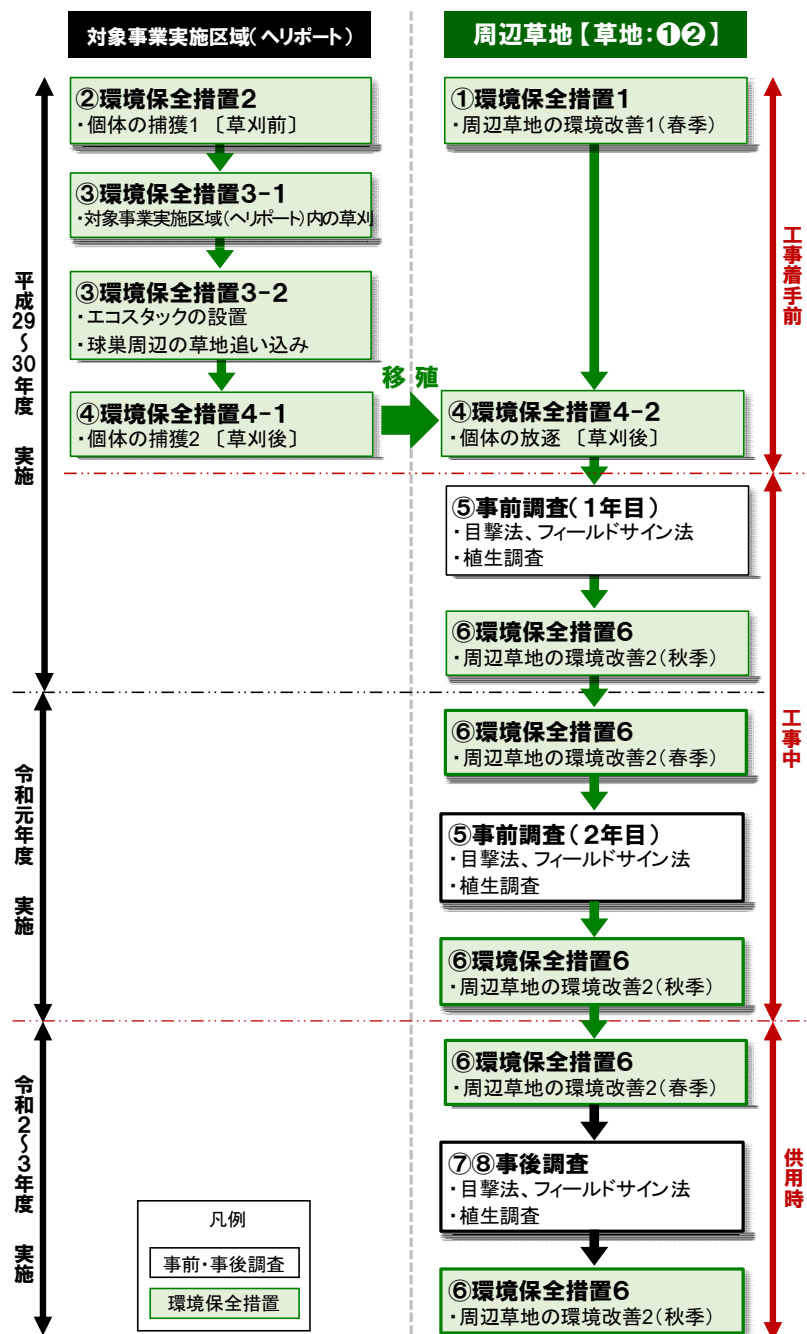 対象事業実施区域(ヘリポート)
周辺草地【草地:❶❷】
②環境保全措置2
・個体の捕獲1 〔草刈前〕
③環境保全措置3-1
・対象事業実施区域(ヘリポート)内の草刈
③環境保全措置3-2
・エコスタックの設置
・球巣周辺の草地追い込み
④環境保全措置4-1
・個体の捕獲2 〔草刈後〕
移殖
①環境保全措置1
・周辺草地の環境改善1(春季)
④環境保全措置4-2
・個体の放逐 〔草刈後〕
⑤事前調査(1年目)
・目撃法、フィールドサイン法
・植生調査
⑥環境保全措置6
・周辺草地の環境改善2(秋季)
⑥環境保全措置6
・周辺草地の環境改善2(春季)
⑤事前調査(2年目)
・目撃法、フィールドサイン法
・植生調査
⑥環境保全措置6
・周辺草地の環境改善2(秋季)
⑥環境保全措置6
・周辺草地の環境改善2(春季)
⑦⑧事後調査
・目撃法、フィールドサイン法
・植生調査
⑥環境保全措置6
・周辺草地の環境改善2(秋季)
平成29~30年度 実施
令和元年度 実施
令和2~3年度 実施
工事着手前
工事中
供用時
凡例
事前・事後調査
環境保全措置